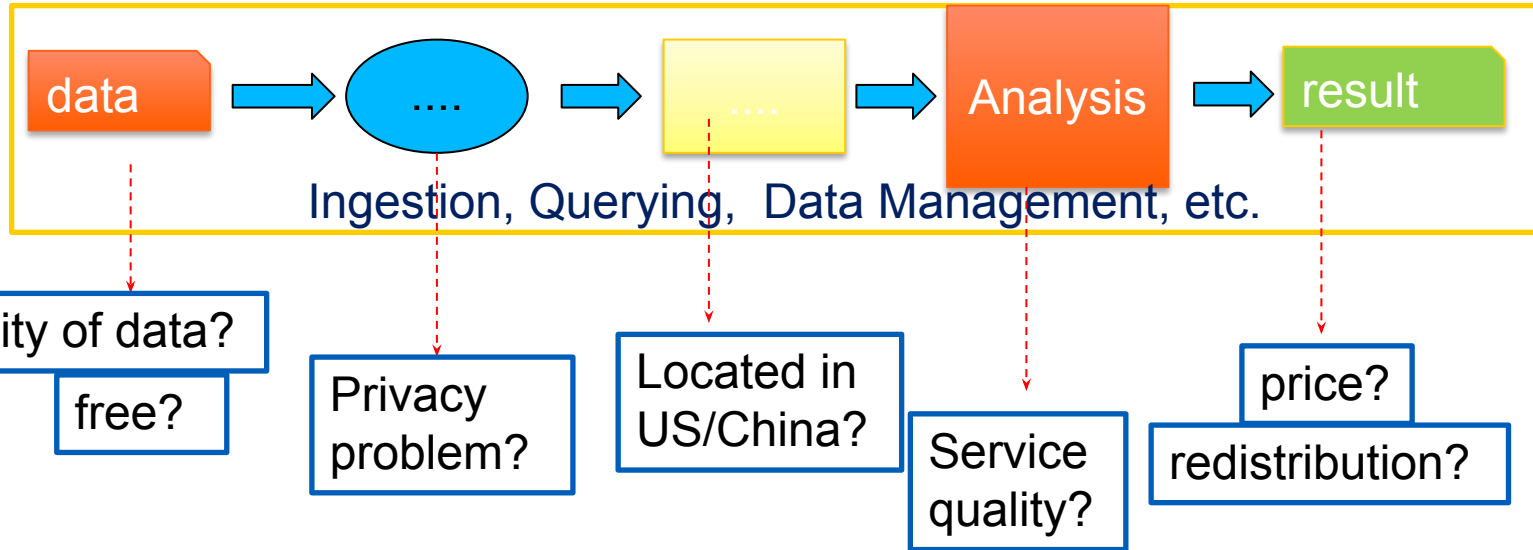 data
....
....
Analysis
result
Ingestion, Querying, Data Management, etc.
ity of data?
free?
Privacy
problem?
Located in
US/China?
Service
quality?
price?
redistribution?